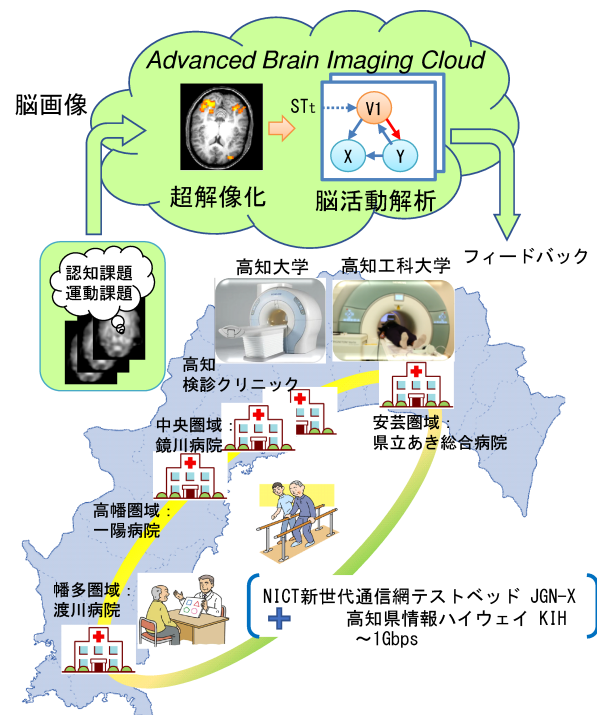 Advanced Brain Imaging Cloud
脳画像
STt
V1
X
Y
超解像化
脳活動解析
フィードバック
認知課題
運動課題
高知大学
高知工科大学
高知
検診クリニック
中央圏域：
鏡川病院
安芸圏域：
県立あき総合病院
高幡圏域：
一陽病院
幡多圏域：
渡川病院
NICT新世代通信網テストベッド JGN-X
高知県情報ハイウェイ KIH
～1Gbps